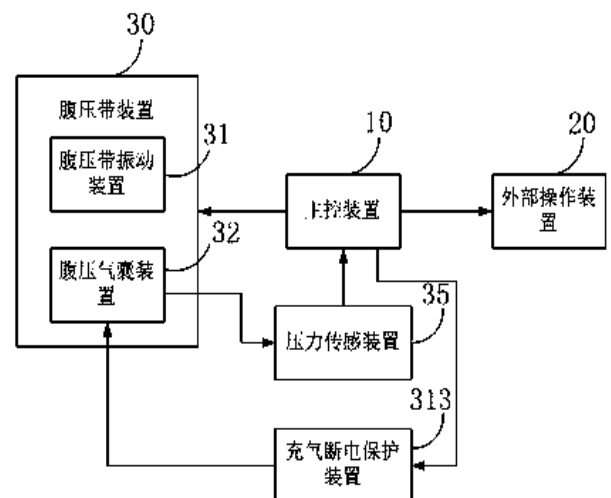 30
腹压带装置
31
腹压带振动
装置
32
腹压气囊装
置
10
主控装置
20
外部操作装
置
35
压力传感装置
313
充气断电保护
装置